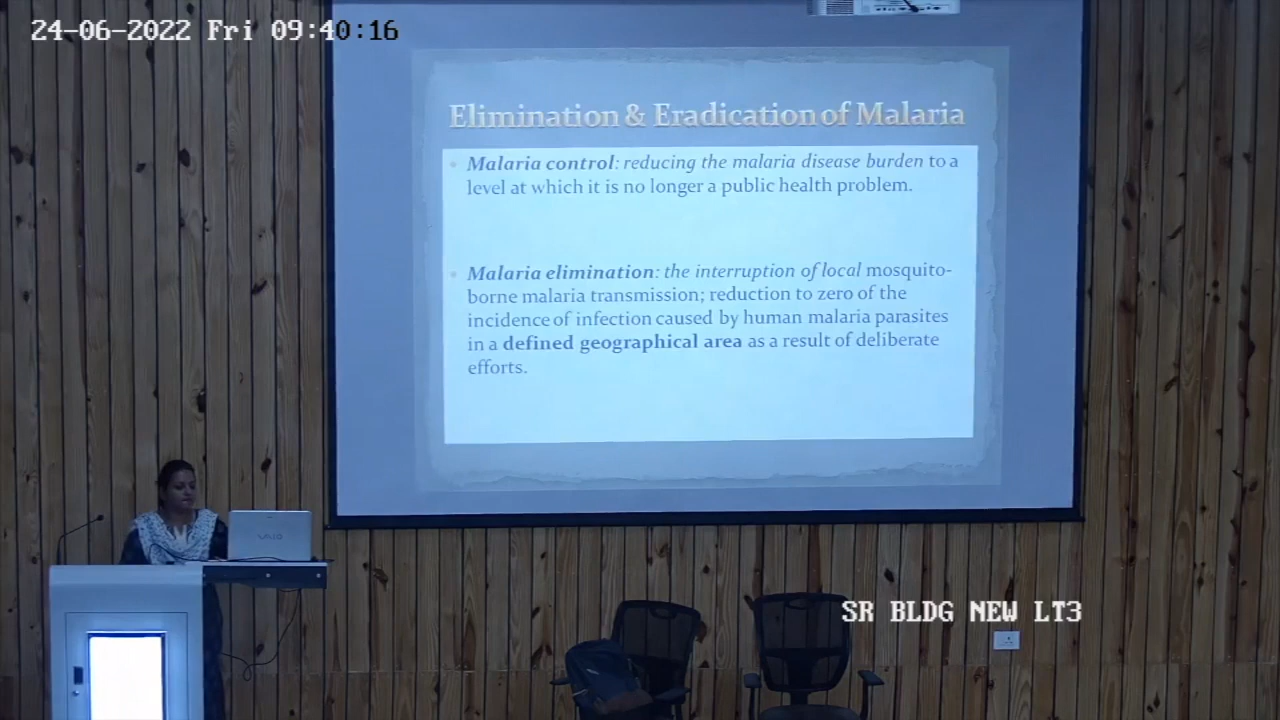 24-06-2022 Fri 09:40:16
Elimination & Eradication of Malaria
Malaria control: reducing the malaria disease burden to a
level at which it is no longer a public health problem.
Malaria elimination: the interruption of local mosquito-
borne malaria transmission; reduction to zero of the
incidence of infection caused by human malaria parasites
in a defined geographical area as a result of deliberate
efforts.
VAIO
SR BLDG NEW LT3